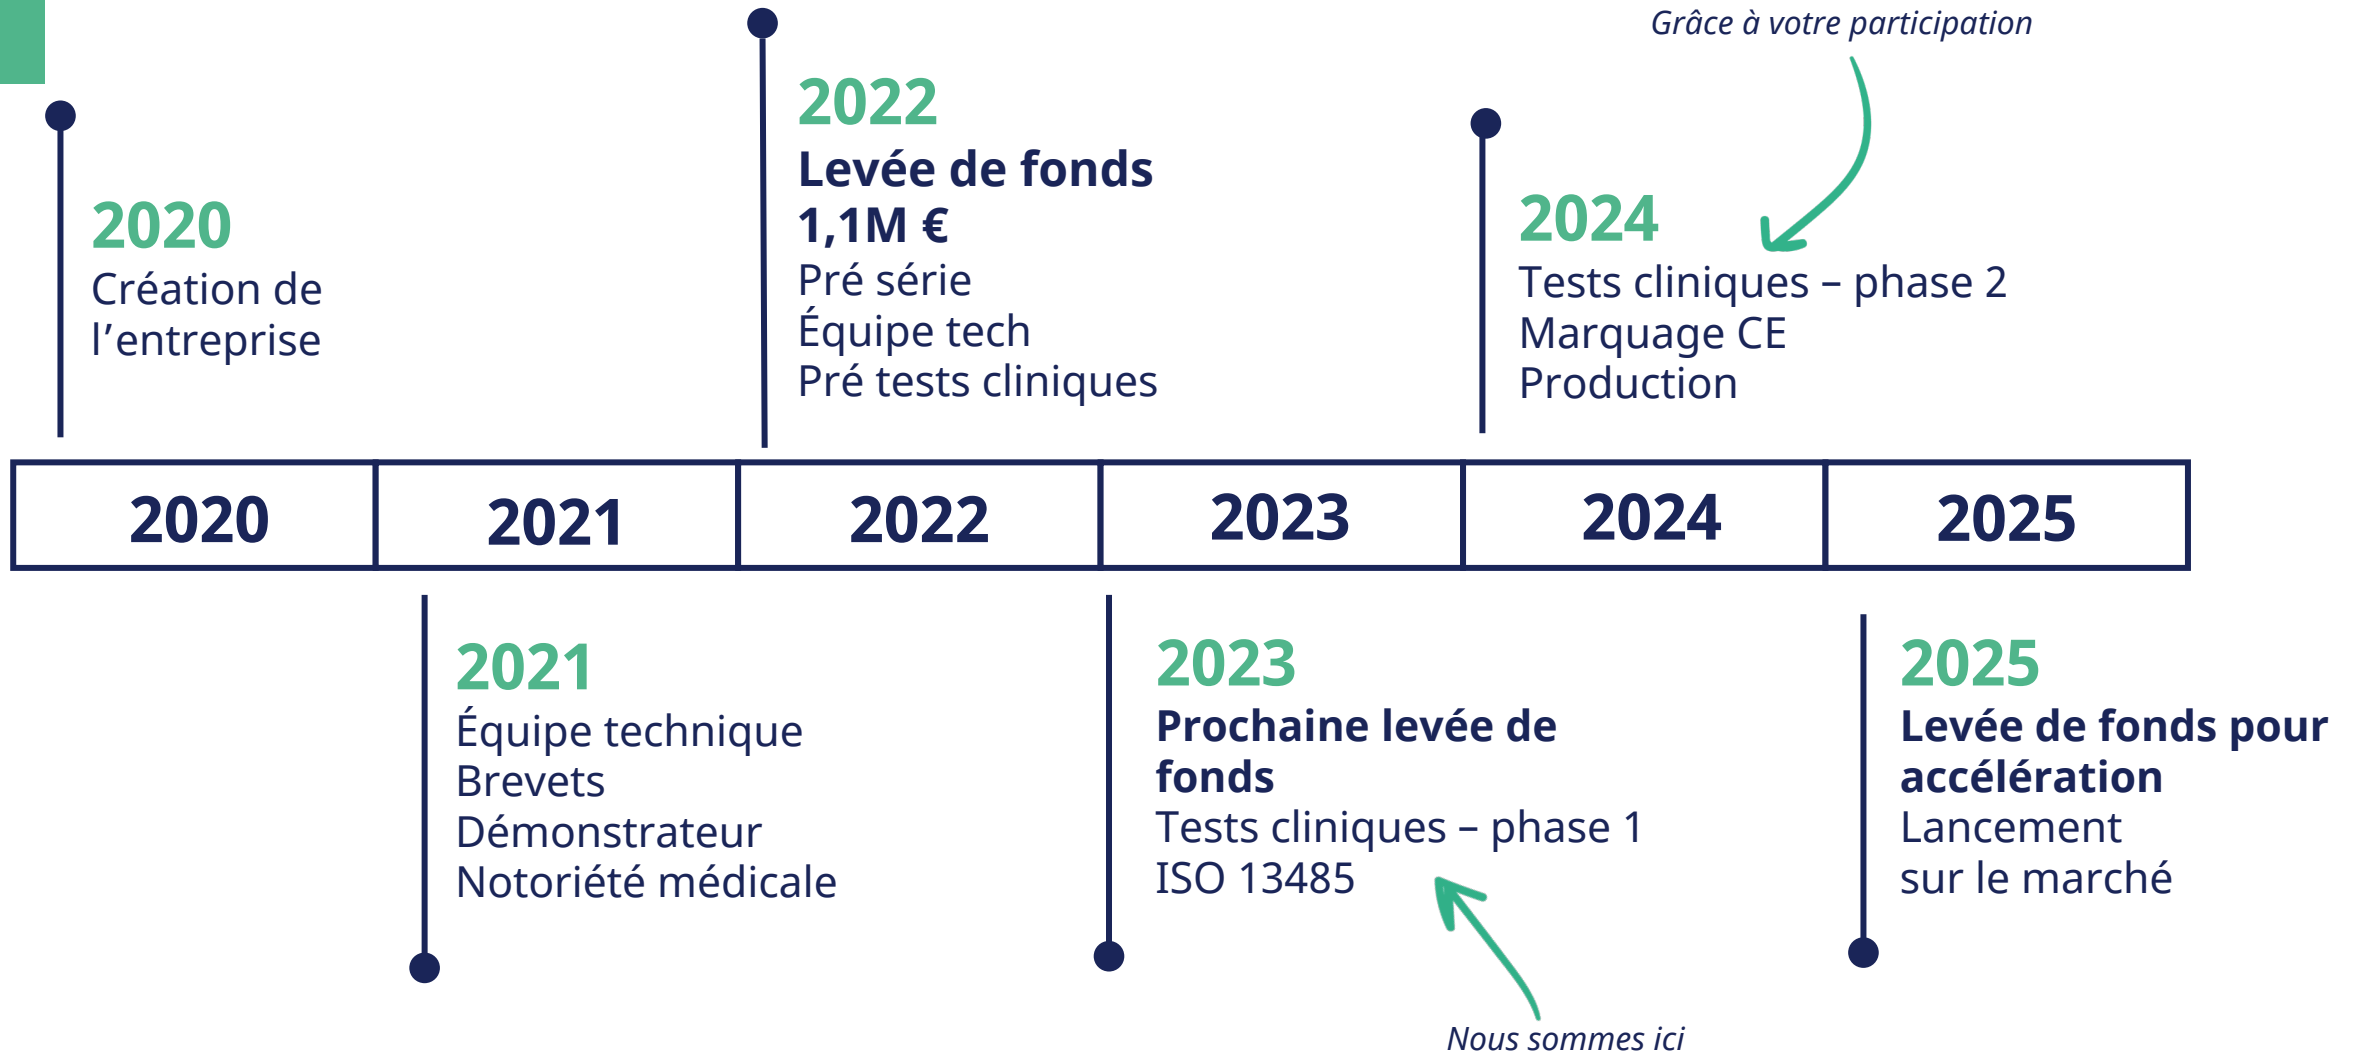 Grâce à votre participation
2020
Création de
l’entreprise
2022
Levée de fonds
1,1M €
Pré série
Équipe tech
Pré tests cliniques
2024
Tests cliniques – phase 2
Marquage CE
Production
2020
2021
2022
2023
2024
2025
2021
Équipe technique
Brevets
Démonstrateur
Notoriété médicale
2023
Prochaine levée de
fonds
Tests cliniques – phase 1
ISO 13485
2025
Levée de fonds pour
accélération
Lancement
sur le marché
Nous sommes ici